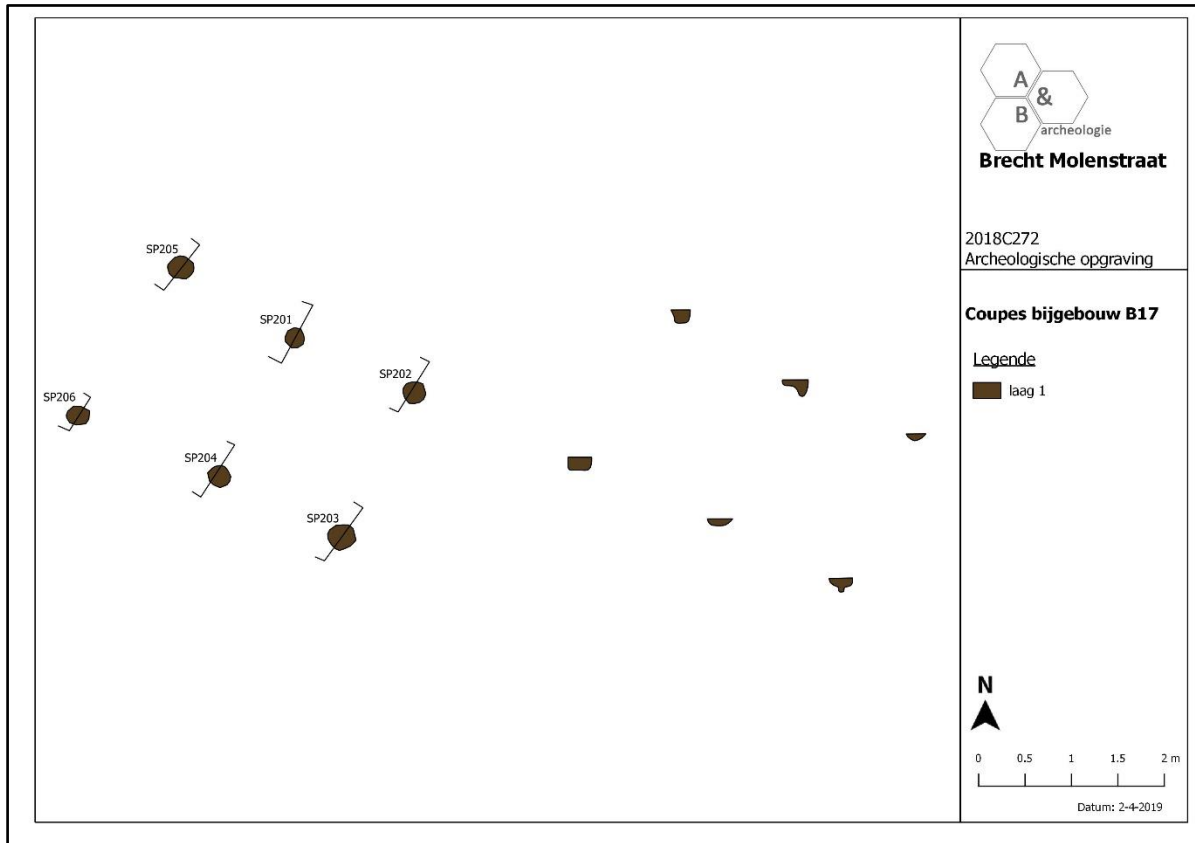 SP205
SP201
SP202
SP206
SP204
SP203
A
&
B
archeologie
Brecht Molenstraat
2018C272
Archeologische opgraving
Coupes bijgebouw B17
Legende
laag 1
N
0 0.5 1 1.5 2 m
Datum: 2-4-2019